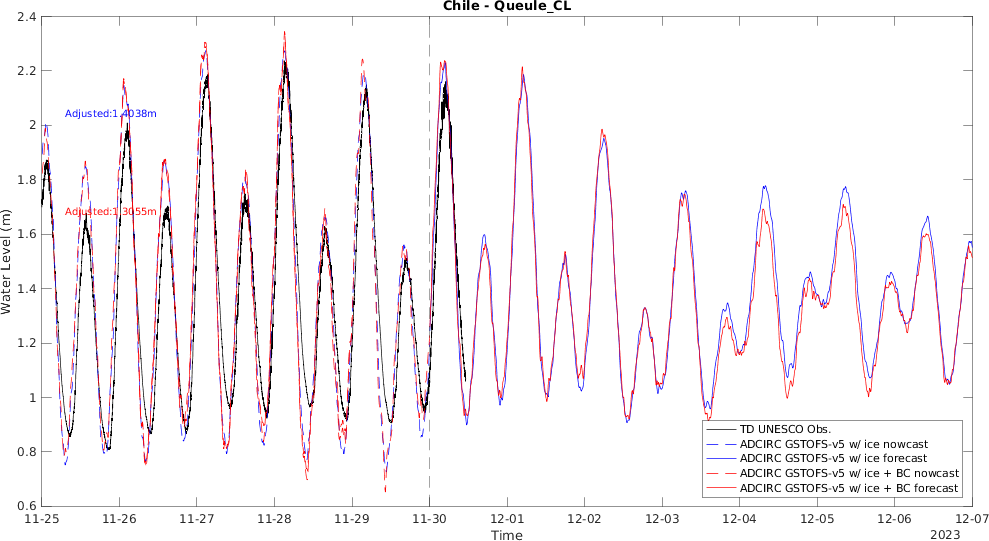 Chile - Queule_CL
2.4
2.2
2
1.8
1.6
1.4
1.2
1
0.8
0.6
Water Level (m)
Adjusted:1.4038m
Adjusted:1.3055m
TD UNESCO Obs.
ADCIRC GSTOFS-v5 w/ ice nowcast
ADCIRC GSTOFS-v5 w/ ice forecast
ADCIRC GSTOFS-v5 w/ ice + BC nowcast
ADCIRC GSTOFS-v5 w/ ice + BC forecast
11-25 11-26 11-27 11-28 11-29 11-30 12-01 12-02 12-03 12-04 12-05 12-06 12-07
Time
2023